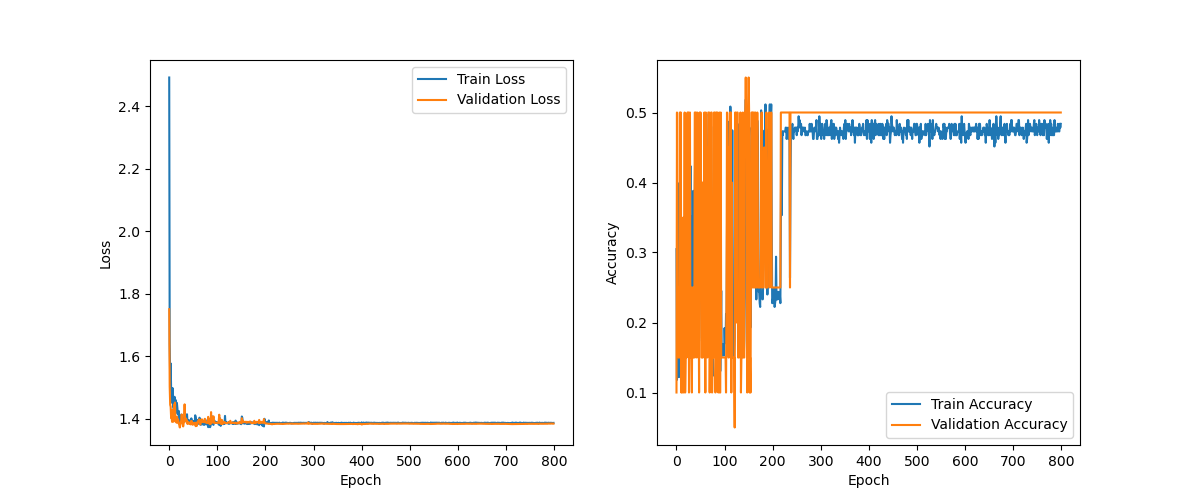 Train Loss
Validation Loss
2.4
2.2
2.0
1.8
1.6
1.4
Loss
0 100 200 300 400 500 600 700 800
Epoch
0.5
0.4
0.3
0.2
0.1
Accuracy
Train Accuracy
Validation Accuracy
0 100 200 300 400 500 600 700 800
Epoch